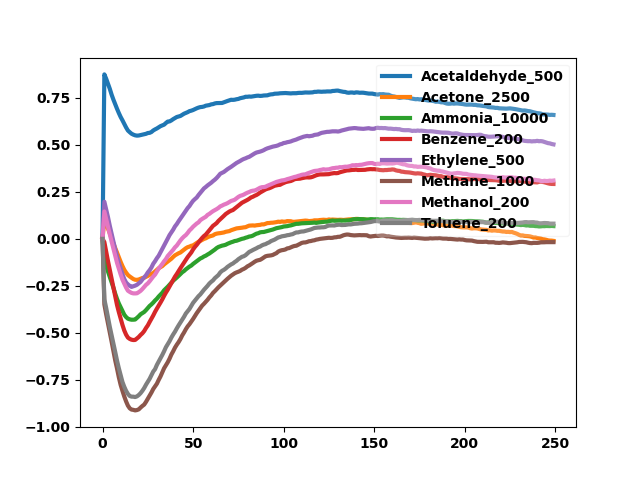 Acetaldehyde_500
Acetone_2500
Ammonia_10000
Benzene_200
Ethylene_500
Methane_1000
Methanol_200
Toluene_200
0.75
0.50
0.25
0.00
−0.25
−0.50
−0.75
−1.00
0 50 100 150 200 250